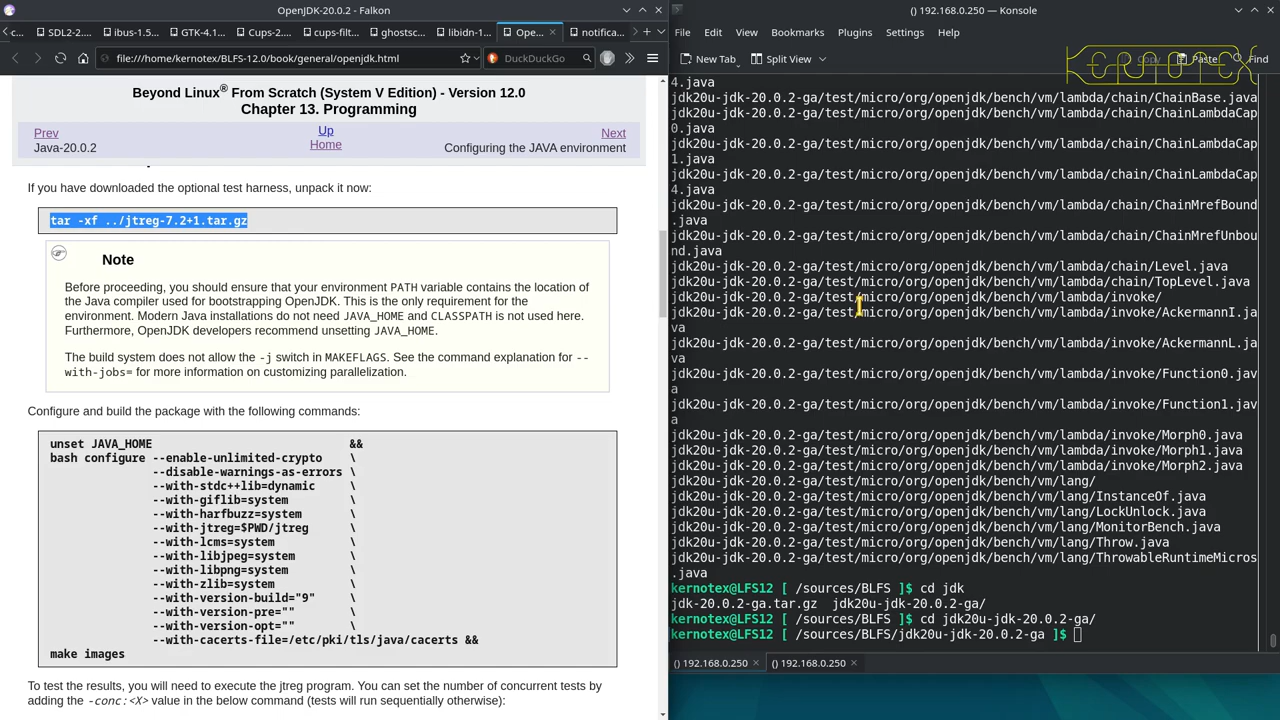 OpenJDK-20.0.2 - Falkon
c...
SDL2-2....
ibus-1.5...
GTK-4.1...
Cups-2....
cups-filt...
ghostsc...
libidn-1...
Ope...
notifica...
file:///home/kernotex/BLFS-12.0/book/general/openjdk.html
DuckDuckGo
Beyond Linux® From Scratch (System V Edition) - Version 12.0
Chapter 13. Programming
Prev
Up
Next
Java-20.0.2
Home
Configuring the JAVA environment
If you have downloaded the optional test harness, unpack it now:
tar -xf ../jtreg-7.2+1.tar.gz
Note
Before proceeding, you should ensure that your environment PATH variable contains the location of
the Java compiler used for bootstrapping OpenJDK. This is the only requirement for the
environment. Modern Java installations do not need JAVA_HOME and CLASSPATH is not used here.
Furthermore, OpenJDK developers recommend unsetting JAVA_HOME.
The build system does not allow the -j switch in MAKEFLAGS. See the command explanation for --
with-jobs= for more information on customizing parallelization.
Configure and build the package with the following commands:
unset JAVA_HOME &&
bash configure --enable-unlimited-crypto \
--disable-warnings-as-errors \
--with-stdc++lib=dynamic \
--with-giflib=system \
--with-harfbuzz=system \
--with-jtreg=$PWD/jtreg \
--with-lcms=system \
--with-libjpeg=system \
--with-libpng=system \
--with-zlib=system \
--with-version-build="9" \
--with-version-pre="" \
--with-version-opt="" \
--with-cacerts-file=/etc/pki/tls/java/cacerts &&
make images
To test the results, you will need to execute the jtreg program. You can set the number of concurrent tests by
adding the -conc:<X> value in the below command (tests will run sequentially otherwise):
() 192.168.0.250 — Konsole
File Edit View Bookmarks Plugins Settings Help
New Tab
Split View
Copy
Paste
Find
KERNOTEX
4.java
jdk20u-jdk-20.0.2-ga/test/micro/org/openjdk/bench/vm/lambda/chain/ChainBase.java
jdk20u-jdk-20.0.2-ga/test/micro/org/openjdk/bench/vm/lambda/chain/ChainLambdaCap
0.java
jdk20u-jdk-20.0.2-ga/test/micro/org/openjdk/bench/vm/lambda/chain/ChainLambdaCap
1.java
jdk20u-jdk-20.0.2-ga/test/micro/org/openjdk/bench/vm/lambda/chain/ChainLambdaCap
4.java
jdk20u-jdk-20.0.2-ga/test/micro/org/openjdk/bench/vm/lambda/chain/ChainMrefBound
.java
jdk20u-jdk-20.0.2-ga/test/micro/org/openjdk/bench/vm/lambda/chain/ChainMrefUnbou
nd.java
jdk20u-jdk-20.0.2-ga/test/micro/org/openjdk/bench/vm/lambda/chain/Level.java
jdk20u-jdk-20.0.2-ga/test/micro/org/openjdk/bench/vm/lambda/chain/TopLevel.java
jdk20u-jdk-20.0.2-ga/test/micro/org/openjdk/bench/vm/lambda/invoke/
jdk20u-jdk-20.0.2-ga/test/micro/org/openjdk/bench/vm/lambda/invoke/AckermannI.ja
va
jdk20u-jdk-20.0.2-ga/test/micro/org/openjdk/bench/vm/lambda/invoke/AckermannL.ja
va
jdk20u-jdk-20.0.2-ga/test/micro/org/openjdk/bench/vm/lambda/invoke/Function0.jav
a
jdk20u-jdk-20.0.2-ga/test/micro/org/openjdk/bench/vm/lambda/invoke/Function1.jav
a
jdk20u-jdk-20.0.2-ga/test/micro/org/openjdk/bench/vm/lambda/invoke/Morph0.java
jdk20u-jdk-20.0.2-ga/test/micro/org/openjdk/bench/vm/lambda/invoke/Morph1.java
jdk20u-jdk-20.0.2-ga/test/micro/org/openjdk/bench/vm/lambda/invoke/Morph2.java
jdk20u-jdk-20.0.2-ga/test/micro/org/openjdk/bench/vm/lang/
jdk20u-jdk-20.0.2-ga/test/micro/org/openjdk/bench/vm/lang/InstanceOf.java
jdk20u-jdk-20.0.2-ga/test/micro/org/openjdk/bench/vm/lang/LockUnlock.java
jdk20u-jdk-20.0.2-ga/test/micro/org/openjdk/bench/vm/lang/MonitorBench.java
jdk20u-jdk-20.0.2-ga/test/micro/org/openjdk/bench/vm/lang/Throw.java
jdk20u-jdk-20.0.2-ga/test/micro/org/openjdk/bench/vm/lang/ThrowableRuntimeMicros
.java
kernotex@LFS12 [ /sources/BLFS ]$ cd jdk
jdk-20.0.2-ga.tar.gz jdk20u-jdk-20.0.2-ga/
kernotex@LFS12 [ /sources/BLFS ]$ cd jdk20u-jdk-20.0.2-ga/
kernotex@LFS12 [ /sources/BLFS/jdk20u-jdk-20.0.2-ga ]$
() 192.168.0.250
() 192.168.0.250